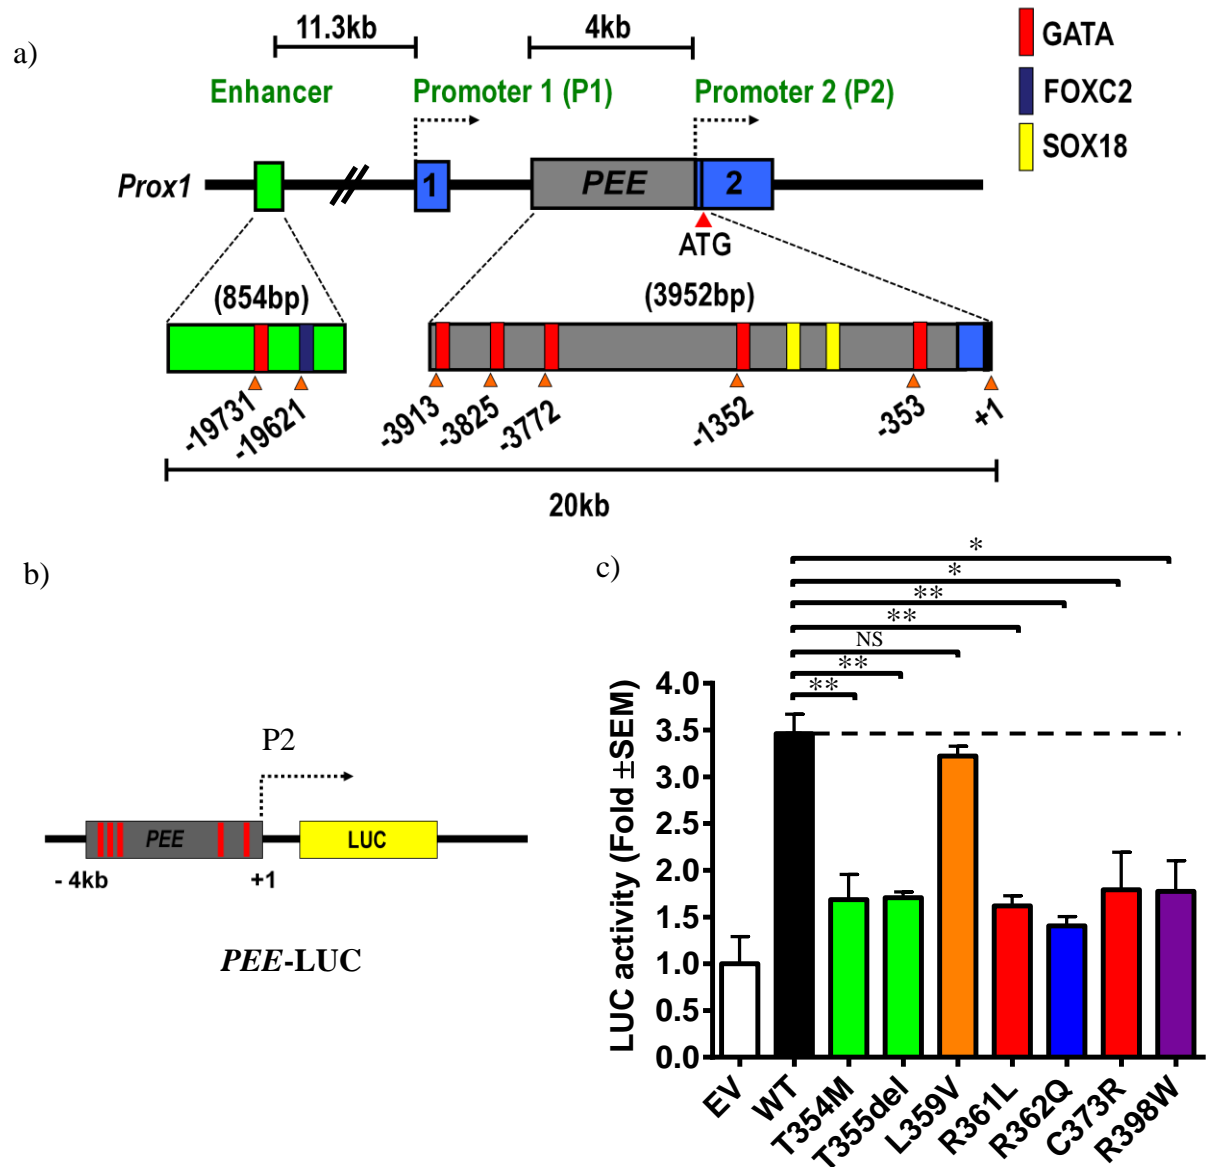 a)
11.3kb
4kb
GATA
FOXC2
SOX18
Enhancer
Promoter 1 (P1)
Promoter 2 (P2)
Prox1
1
PEE
2
ATG
(854bp)
(3952bp)
-19731
-19621
-3913
-3825
-3772
-1352
-353
+1
20kb
b)
P2
PEE
LUC
- 4kb
+1
PEE-LUC
c)
*
*
**
**
NS
**
**
LUC activity (Fold ±SEM)
4.0
3.5
3.0
2.5
2.0
1.5
1.0
0.5
0.0
EV
WT
T354M
T355del
L359V
R361L
R362Q
C373R
R398W